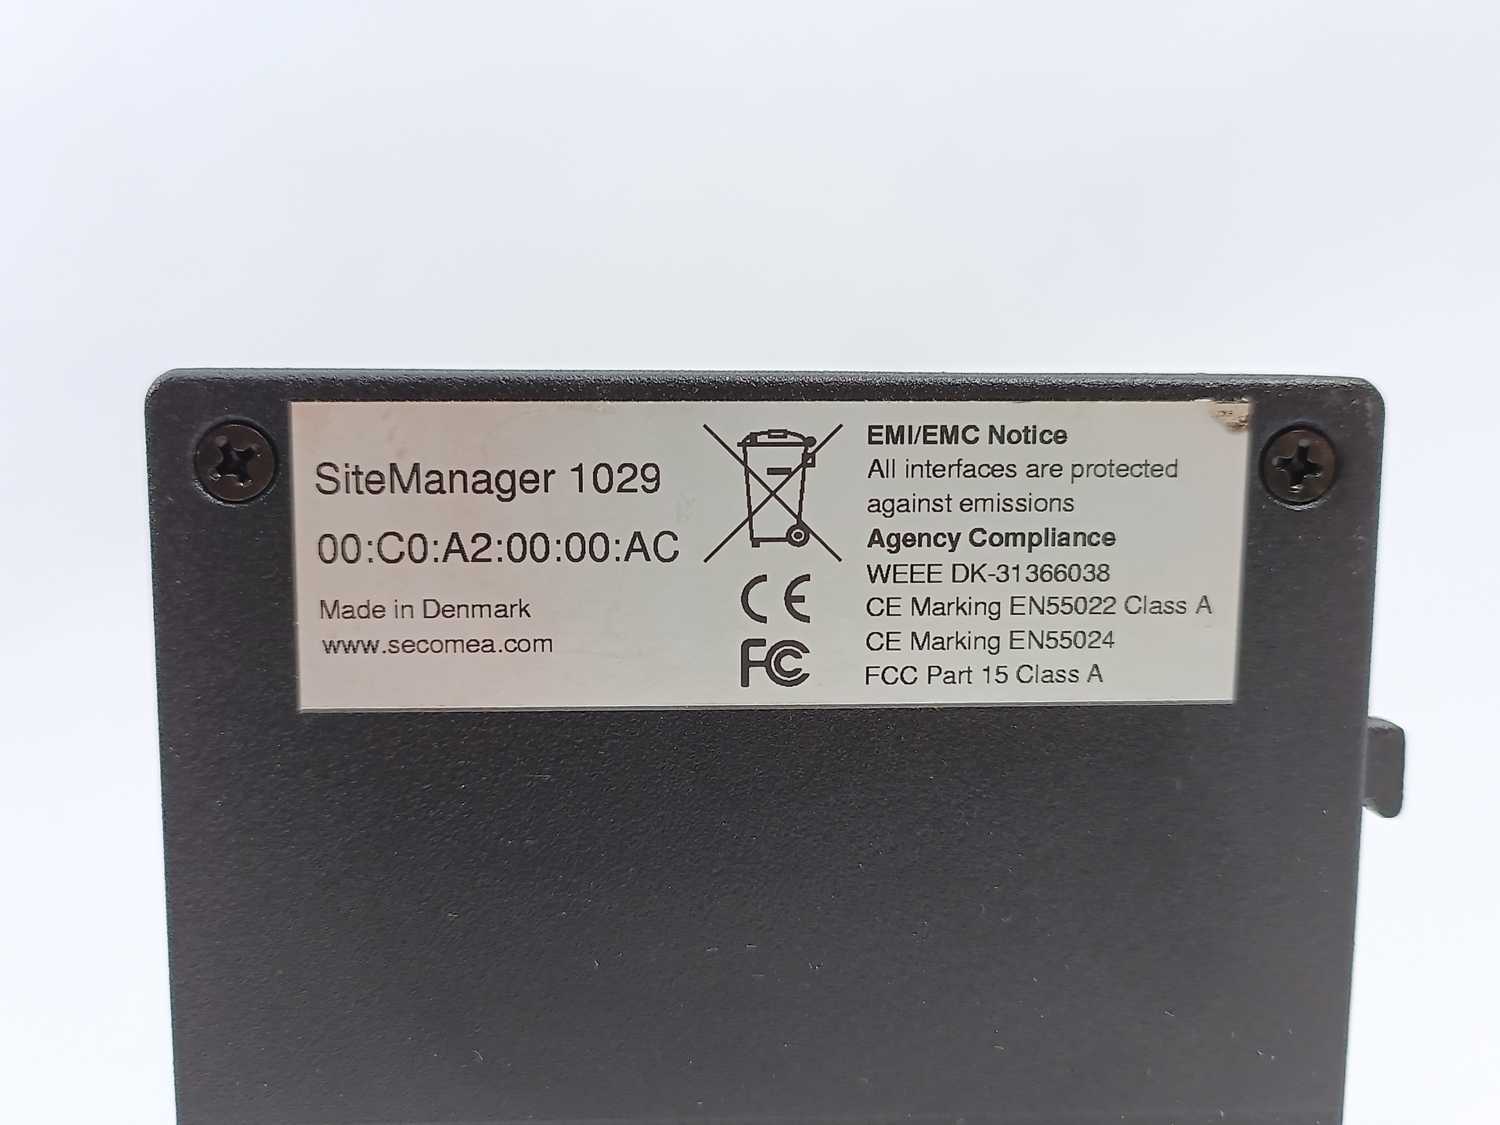 SiteManager 1029
00:C0:A2:00:00:AC
Made in Denmark
www.secomea.com
CE
FC
EMI/EMC Notice
All interfaces are protected
against emissions
Agency Compliance
WEEE DK-31366038
CE Marking EN55022 Class A
CE Marking EN55024
FCC Part 15 Class A